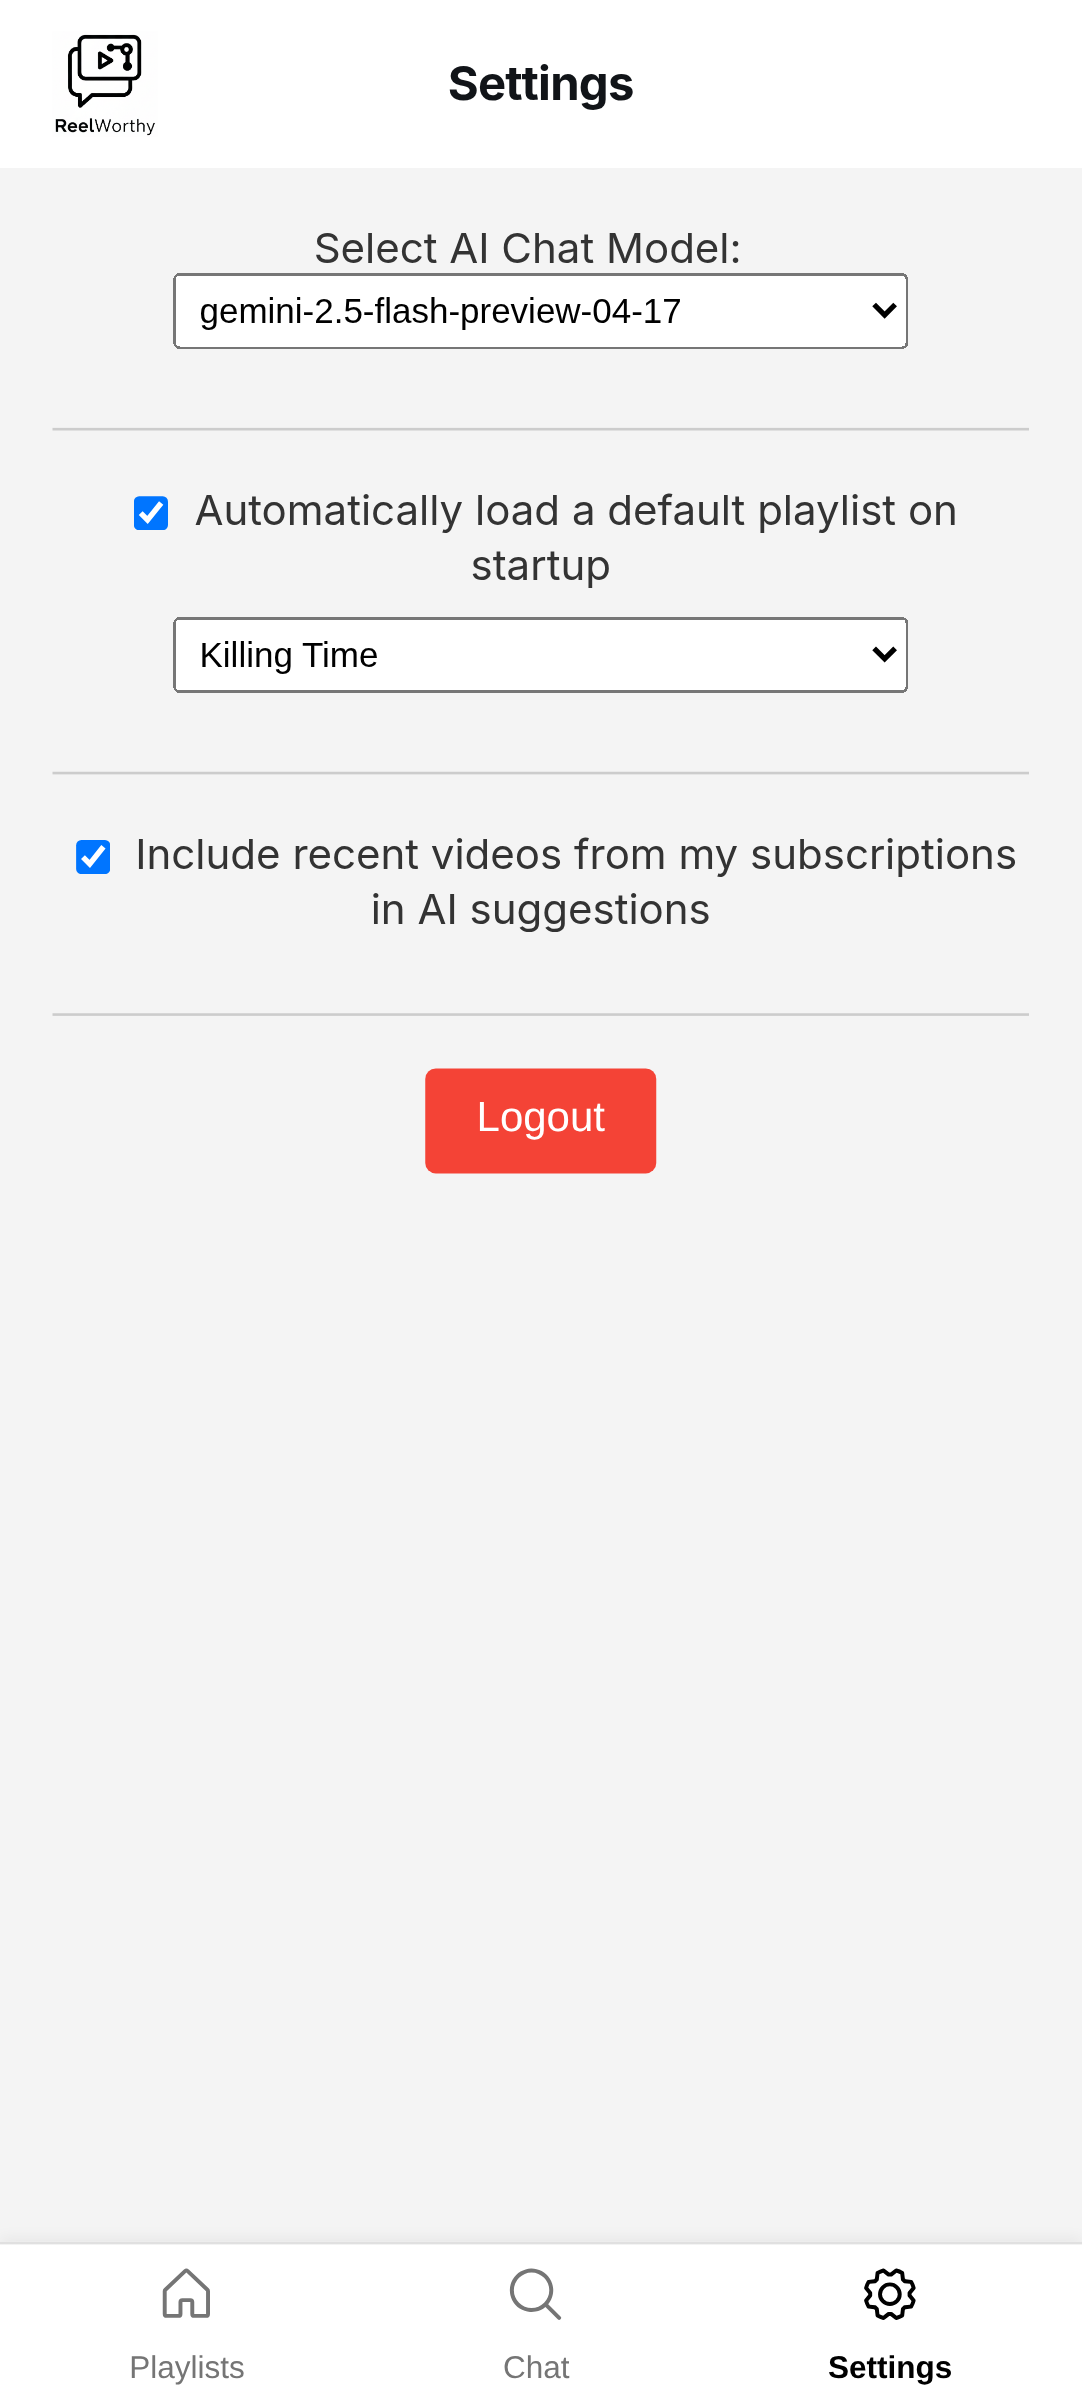 ReelWorthy
Settings
Select AI Chat Model:
gemini-2.5-flash-preview-04-17
Automatically load a default playlist on
startup
Killing Time
Include recent videos from my subscriptions
in AI suggestions
Logout
Playlists
Chat
Settings